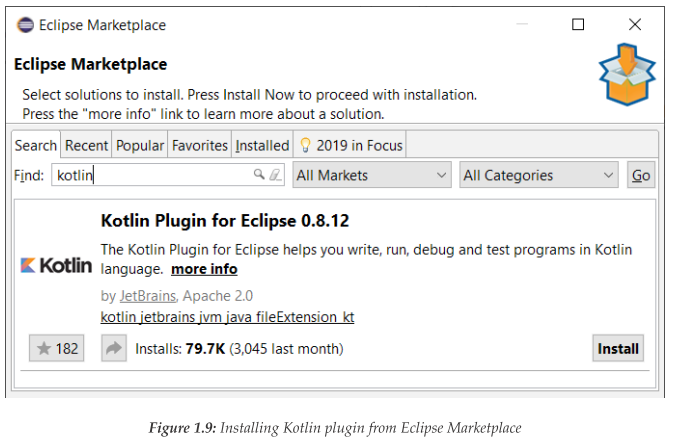 Eclipse Marketplace
Eclipse Marketplace
Select solutions to install. Press Install Now to proceed with installation.
Press the "more info" link to learn more about a solution.
Search Recent Popular Favorites Installed 2019 in Focus
Find: kotlin All Markets All Categories Go
Kotlin Plugin for Eclipse 0.8.12
The Kotlin Plugin for Eclipse helps you write, run, debug and test programs in Kotlin
Kotlin language. more info
by JetBrains, Apache 2.0
kotlin jetbrains jvm java fileExtension_kt
182 Installs: 79.7K (3,045 last month) Install
Figure 1.9: Installing Kotlin plugin from Eclipse Marketplace